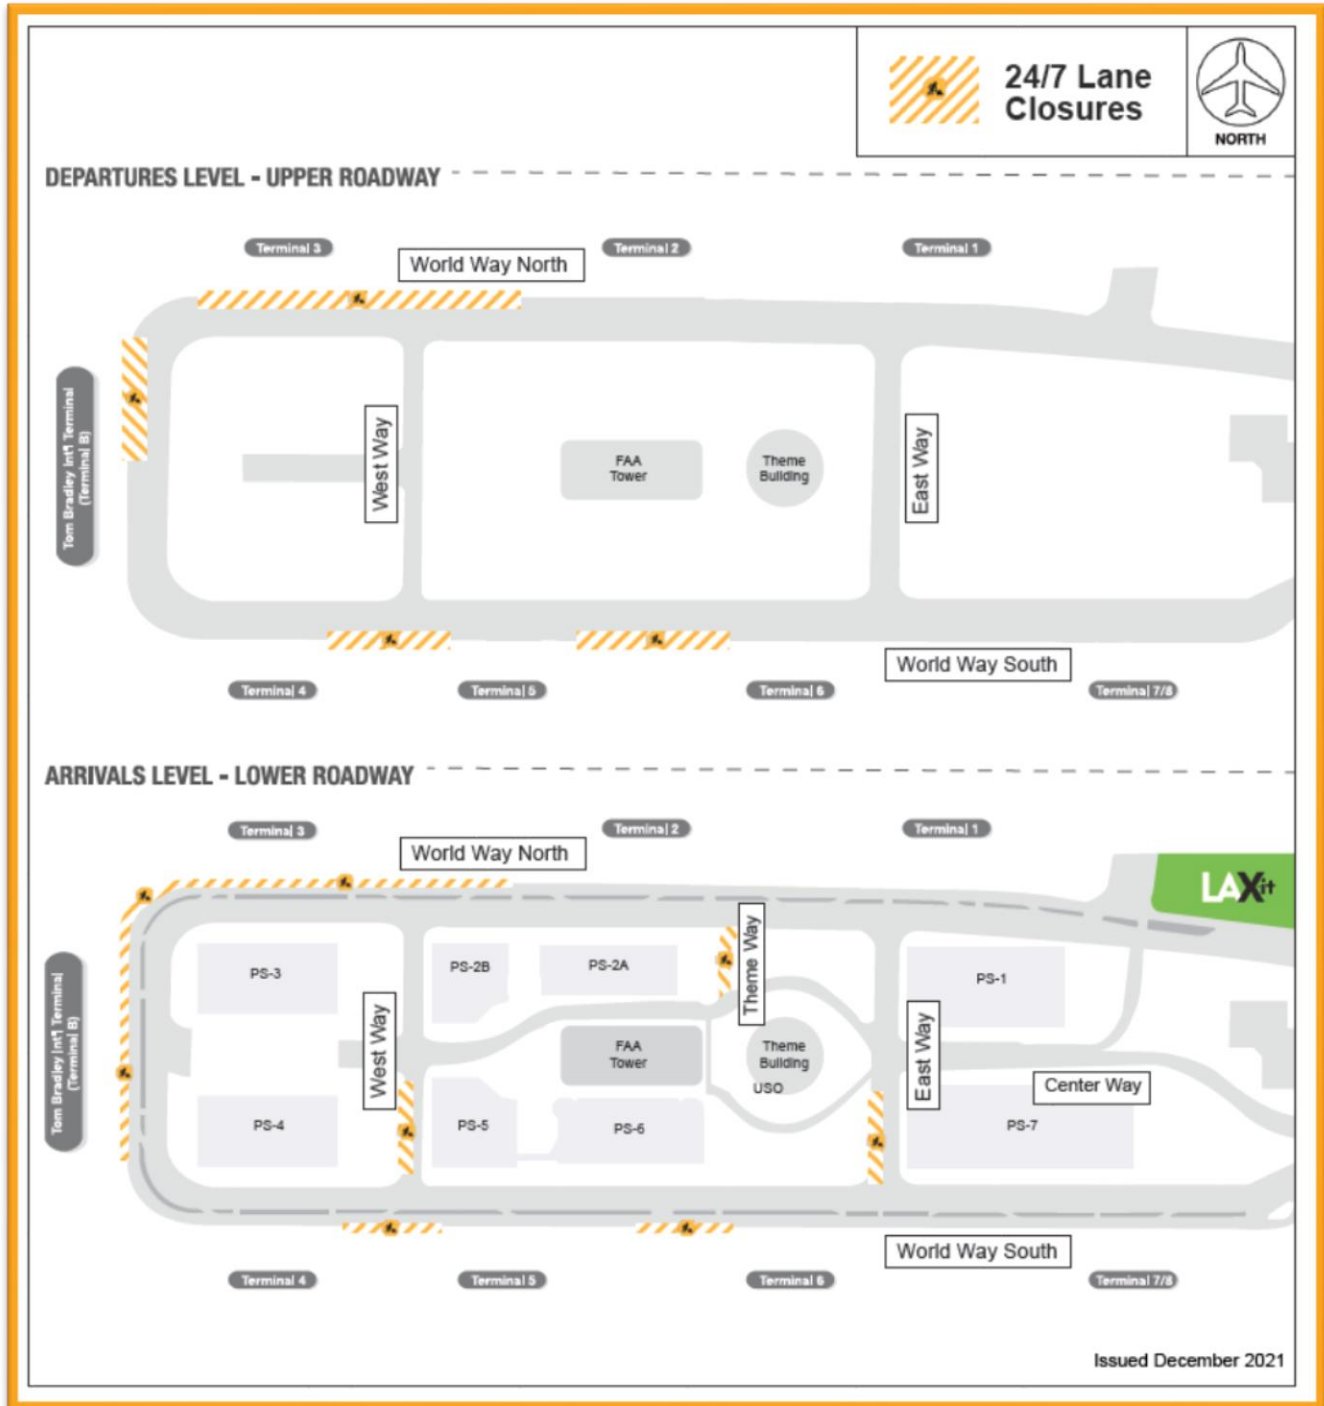 24/7 Lane
Closures
NORTH
DEPARTURES LEVEL - UPPER ROADWAY
Terminal 3
Terminal 2
Terminal 1
World Way North
Tom Bradley Int'l Terminal
(Terminal B)
West Way
FAA
Tower
Theme
Building
East Way
World Way South
Terminal 4
Terminal 5
Terminal 6
Terminal 7/8
ARRIVALS LEVEL - LOWER ROADWAY
Terminal 3
Terminal 2
Terminal 1
World Way North
LAXit
Tom Bradley Int'l Terminal
(Terminal B)
PS-3
PS-2B
PS-2A
Theme Way
PS-1
West Way
FAA
Tower
Theme
Building
USO
East Way
Center Way
PS-4
PS-5
PS-6
PS-7
World Way South
Terminal 4
Terminal 5
Terminal 6
Terminal 7/8
Issued December 2021